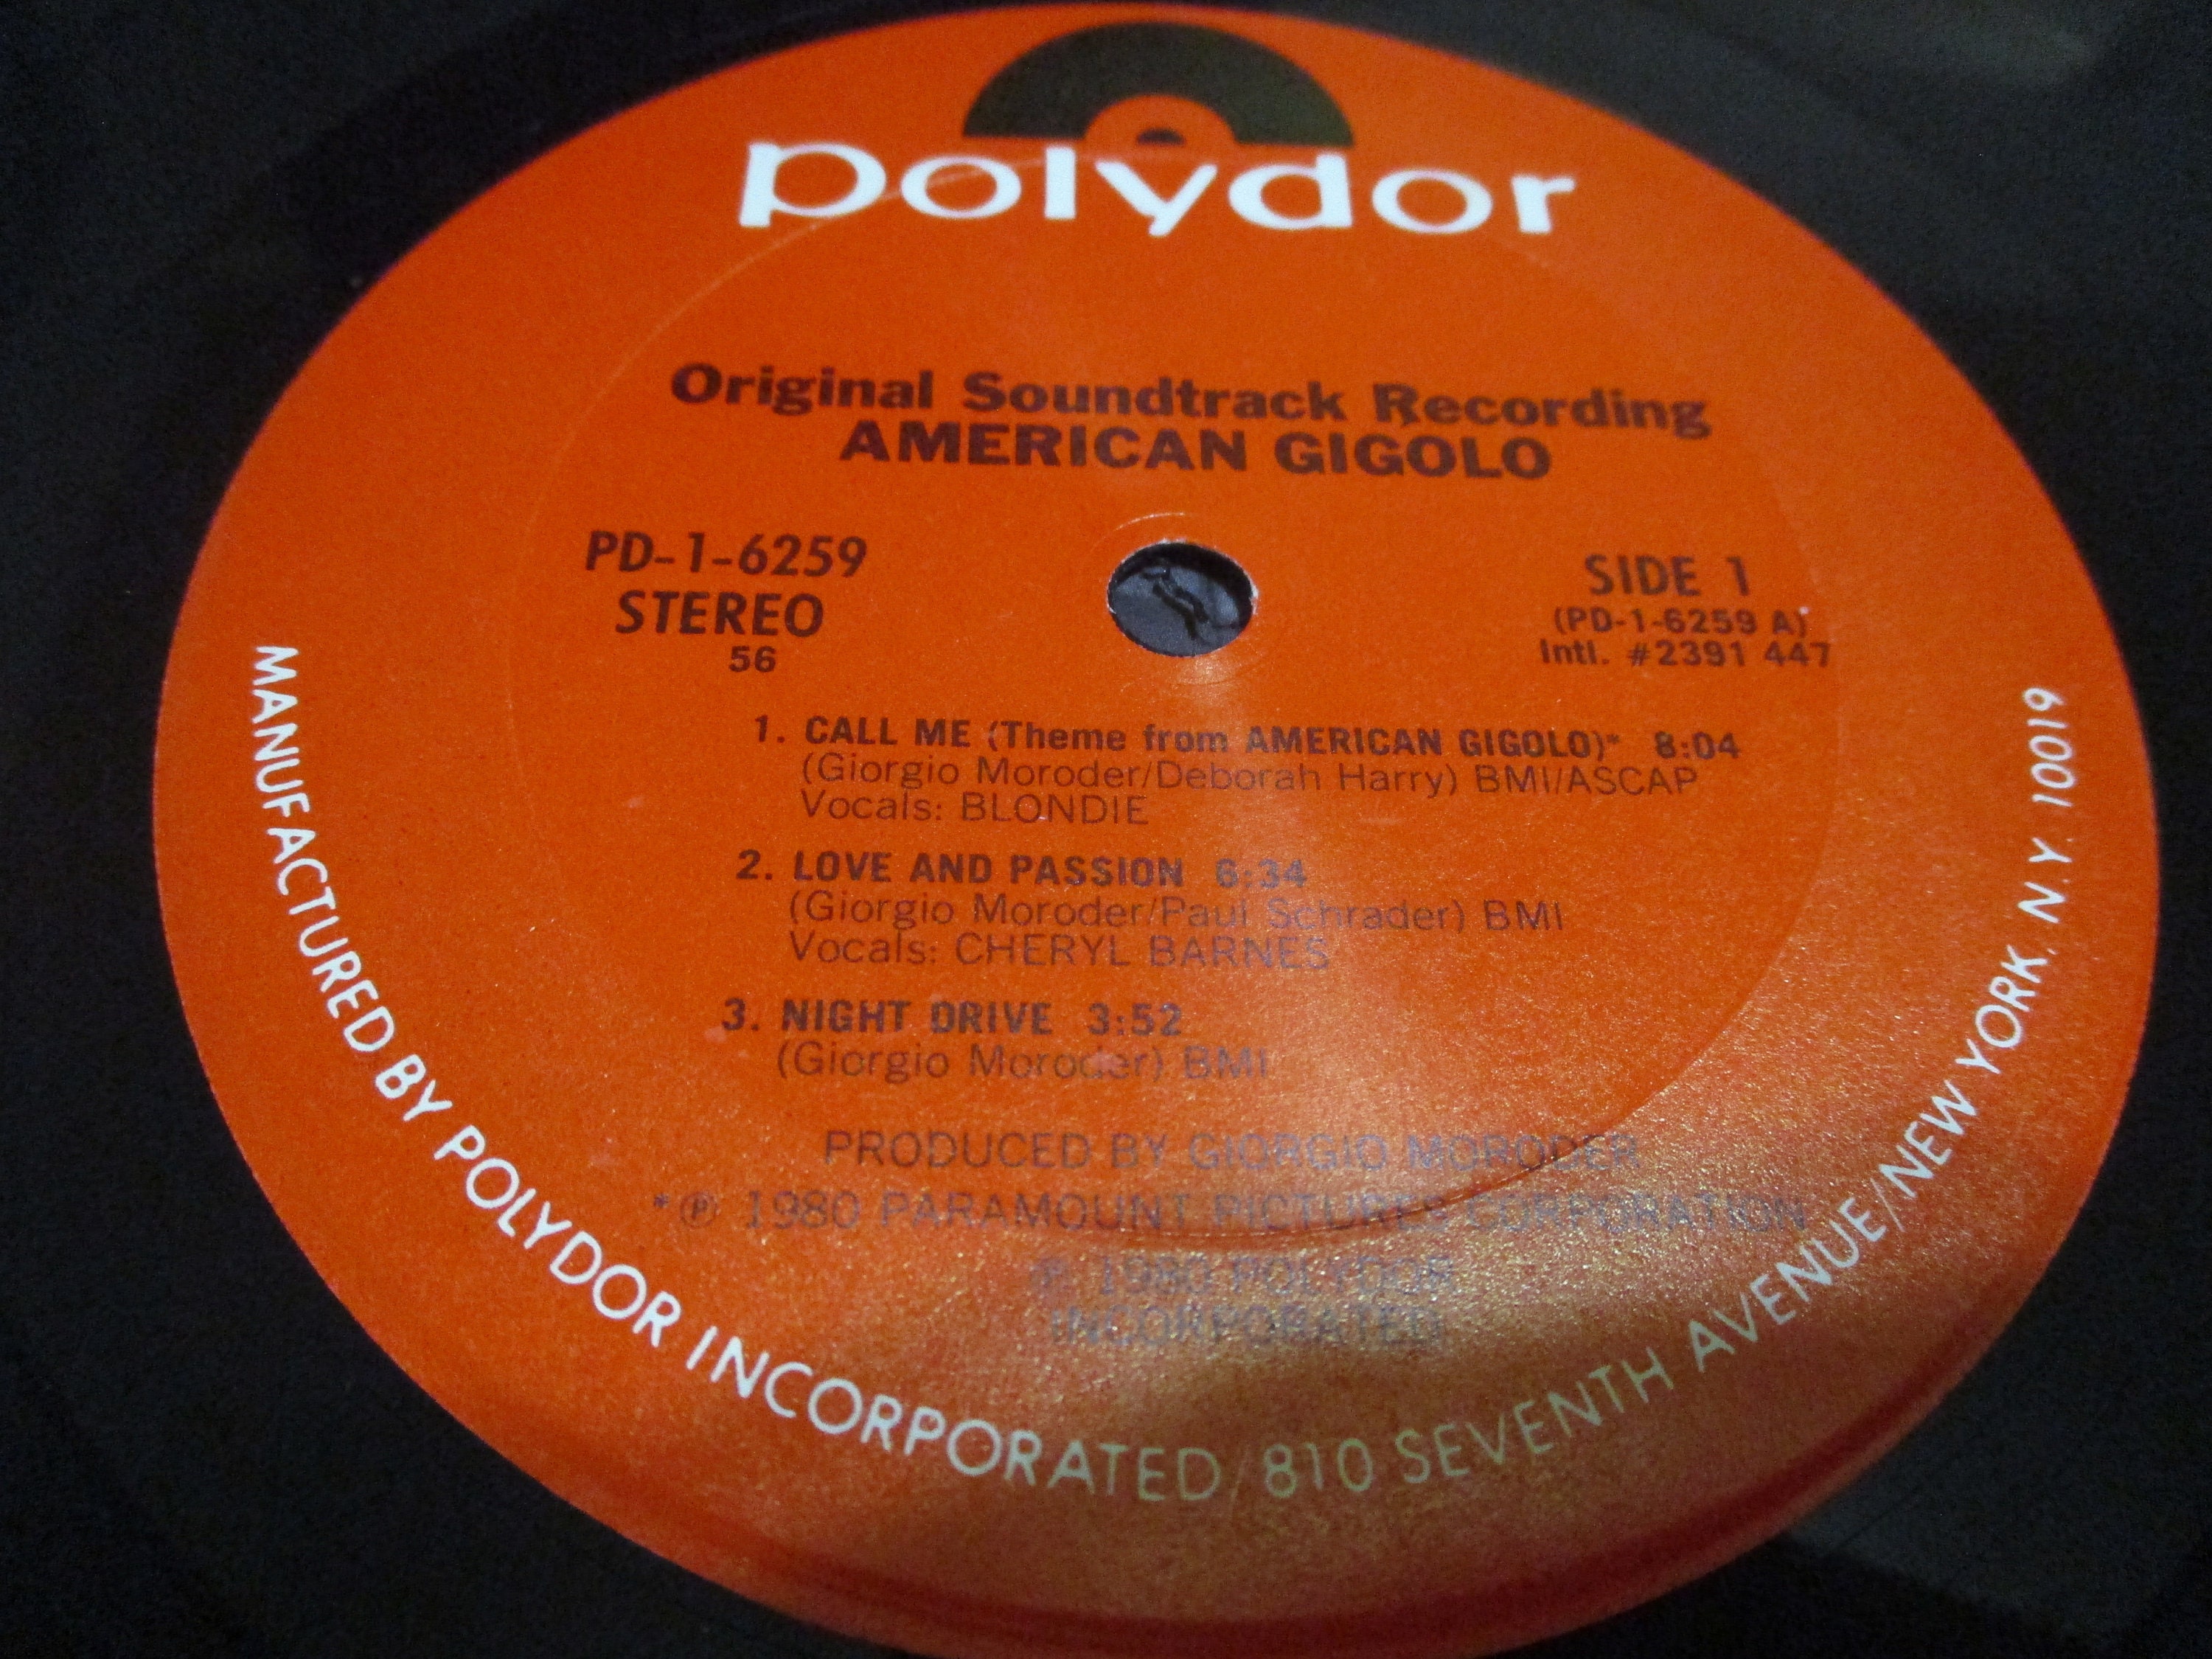 polydor
Original Soundtrack Recording
AMERICAN GIGOLO
PD-1-6259
STEREO
56
SIDE 1
(PD-1-6259 A)
Intl. #2391 447
1. CALL ME (Theme from AMERICAN GIGOLO)* 8:04
(Giorgio Moroder/Deborah Harry) BMI/ASCAP
Vocals: BLONDIE
2. LOVE AND PASSION 6:34
(Giorgio Moroder/Paul Schrader) BMI
Vocals: CHERYL BARNES
3. NIGHT DRIVE 3:52
(Giorgio Moroder) BMI
PRODUCED BY GIORGIO MORODER
*℗ 1980 PARAMOUNT PICTURES CORPORATION
℗ 1980 POLYDOR
INCORPORATED
MANUFACTURED BY POLYDOR INCORPORATED/810 SEVENTH AVENUE/NEW YORK, N.Y. 10019